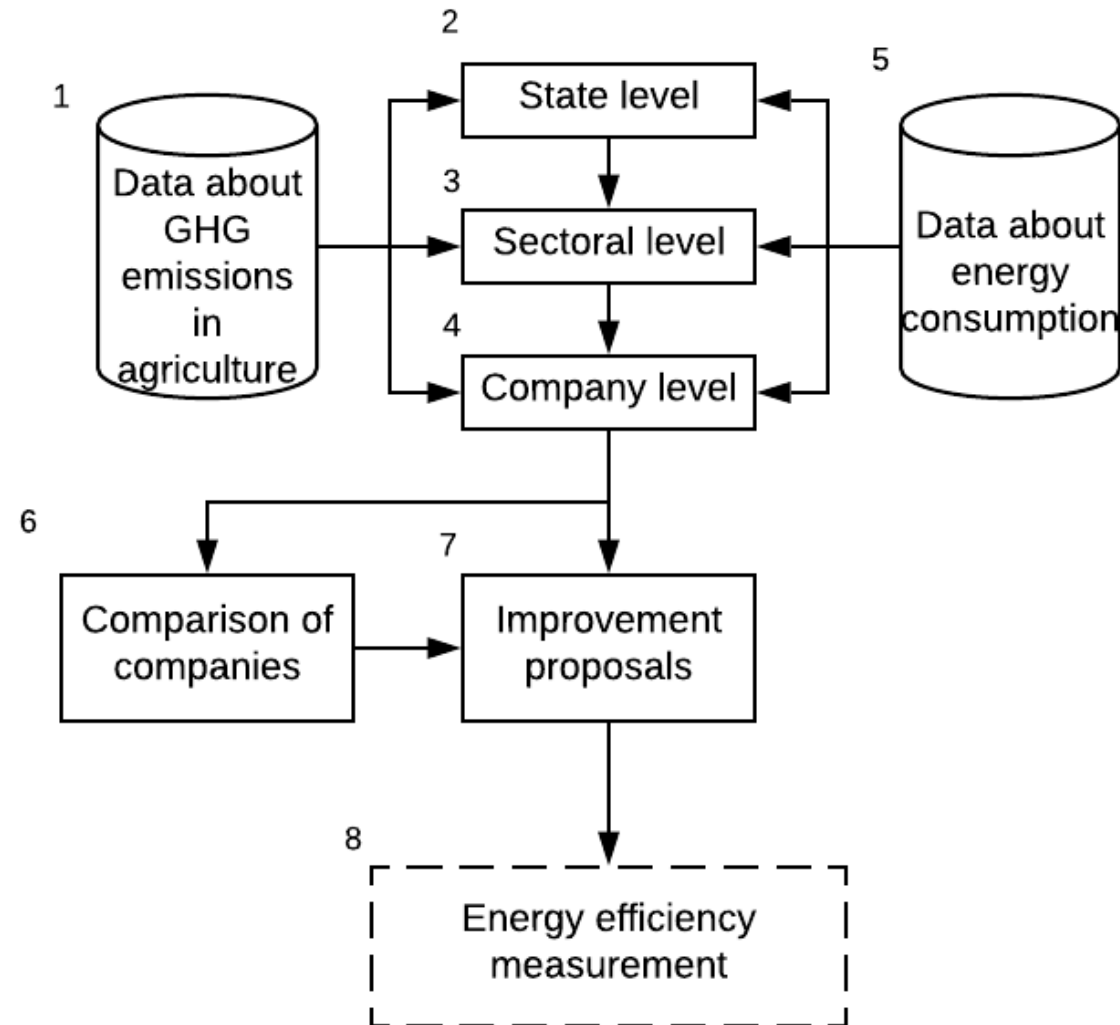 1
Data about
GHG
emissions
in
agriculture
2
State level
3
Sectoral level
4
Company level
5
Data about
energy
consumption
6
Comparison of
companies
7
Improvement
proposals
8
Energy efficiency
measurement